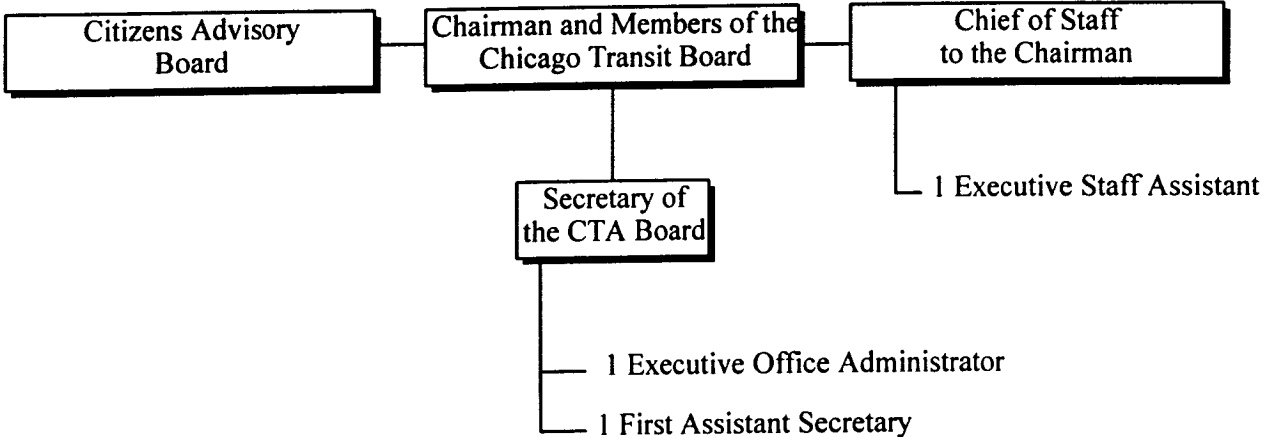 Citizens Advisory
Board
Chairman and Members of the
Chicago Transit Board
Chief of Staff
to the Chairman
1 Executive Staff Assistant
Secretary of
the CTA Board
1 Executive Office Administrator
1 First Assistant Secretary